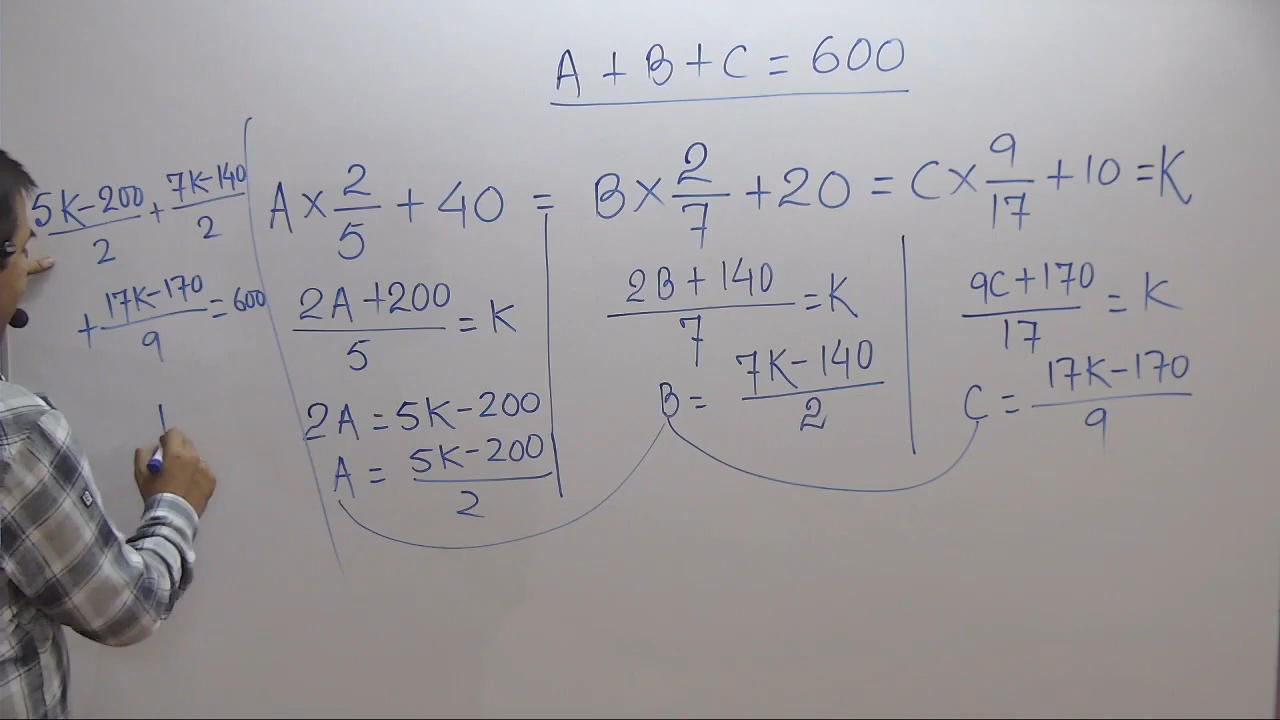 A + B + C = 600
A × 2/5 + 40 = B × 2/7 + 20 = C × 9/17 + 10 = K
(5K - 200)/2 + (7K - 140)/2
+ (17K - 170)/9 = 600
(2A + 200)/5 = K
2A = 5K - 200
A = (5K - 200)/2
(2B + 140)/7 = K
B = (7K - 140)/2
(9C + 170)/17 = K
C = (17K - 170)/9